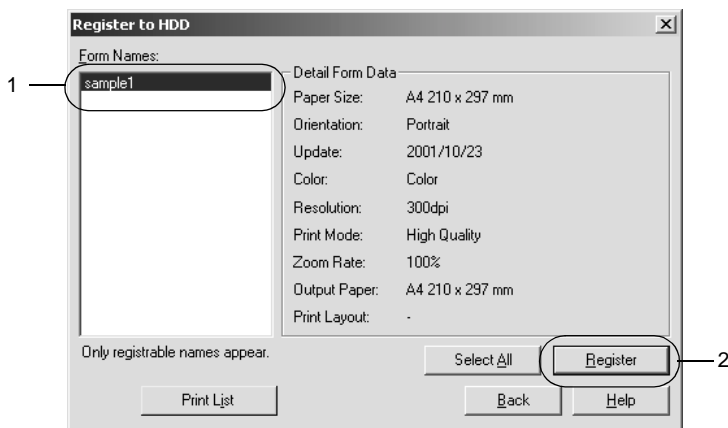 Register to HDD
Form Names:
1
sample1
Detail Form Data
Paper Size: A4 210 x 297 mm
Orientation: Portrait
Update: 2001/10/23
Color: Color
Resolution: 300dpi
Print Mode: High Quality
Zoom Rate: 100%
Output Paper: A4 210 x 297 mm
Print Layout: -
Only registrable names appear.
Select All
Register
2
Print List
Back
Help